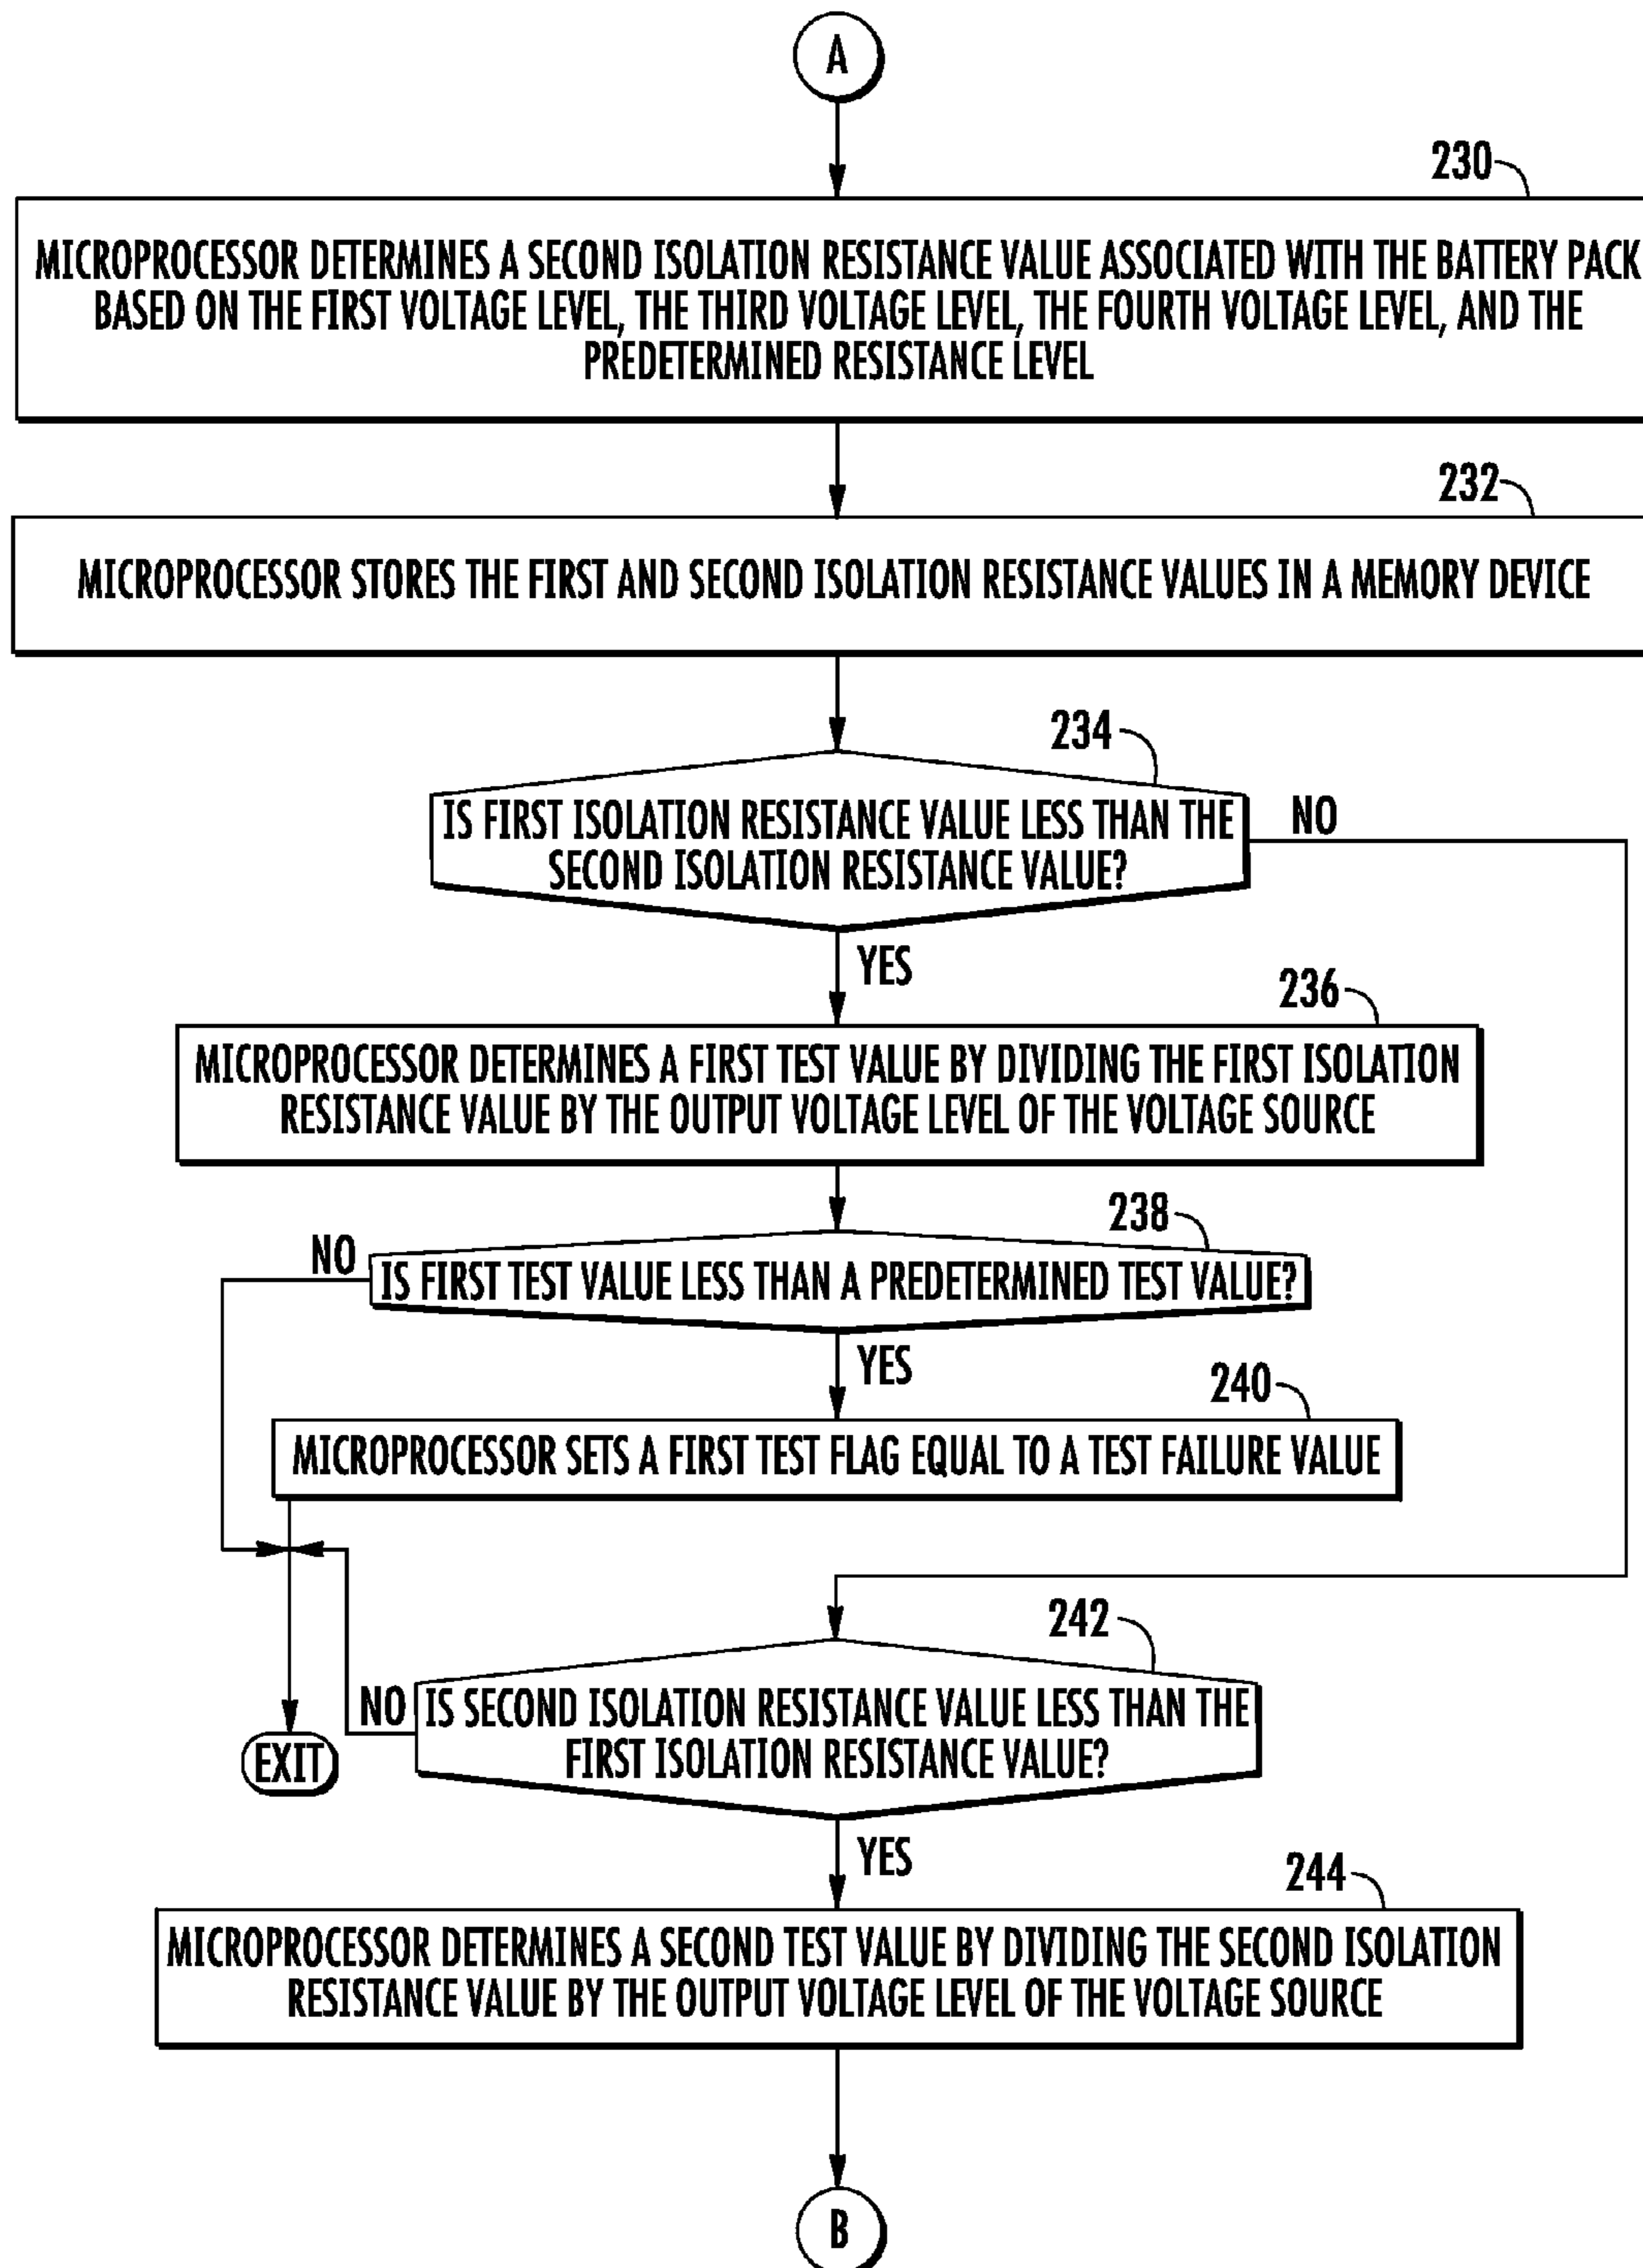 A
230
MICROPROCESSOR DETERMINES A SECOND ISOLATION RESISTANCE VALUE ASSOCIATED WITH THE BATTERY PACK
BASED ON THE FIRST VOLTAGE LEVEL, THE THIRD VOLTAGE LEVEL, THE FOURTH VOLTAGE LEVEL, AND THE
PREDETERMINED RESISTANCE LEVEL
232
MICROPROCESSOR STORES THE FIRST AND SECOND ISOLATION RESISTANCE VALUES IN A MEMORY DEVICE
234
IS FIRST ISOLATION RESISTANCE VALUE LESS THAN THE
SECOND ISOLATION RESISTANCE VALUE?
NO
YES
236
MICROPROCESSOR DETERMINES A FIRST TEST VALUE BY DIVIDING THE FIRST ISOLATION
RESISTANCE VALUE BY THE OUTPUT VOLTAGE LEVEL OF THE VOLTAGE SOURCE
238
NO
IS FIRST TEST VALUE LESS THAN A PREDETERMINED TEST VALUE?
YES
240
MICROPROCESSOR SETS A FIRST TEST FLAG EQUAL TO A TEST FAILURE VALUE
242
NO
IS SECOND ISOLATION RESISTANCE VALUE LESS THAN THE
FIRST ISOLATION RESISTANCE VALUE?
EXIT
YES
244
MICROPROCESSOR DETERMINES A SECOND TEST VALUE BY DIVIDING THE SECOND ISOLATION
RESISTANCE VALUE BY THE OUTPUT VOLTAGE LEVEL OF THE VOLTAGE SOURCE
B